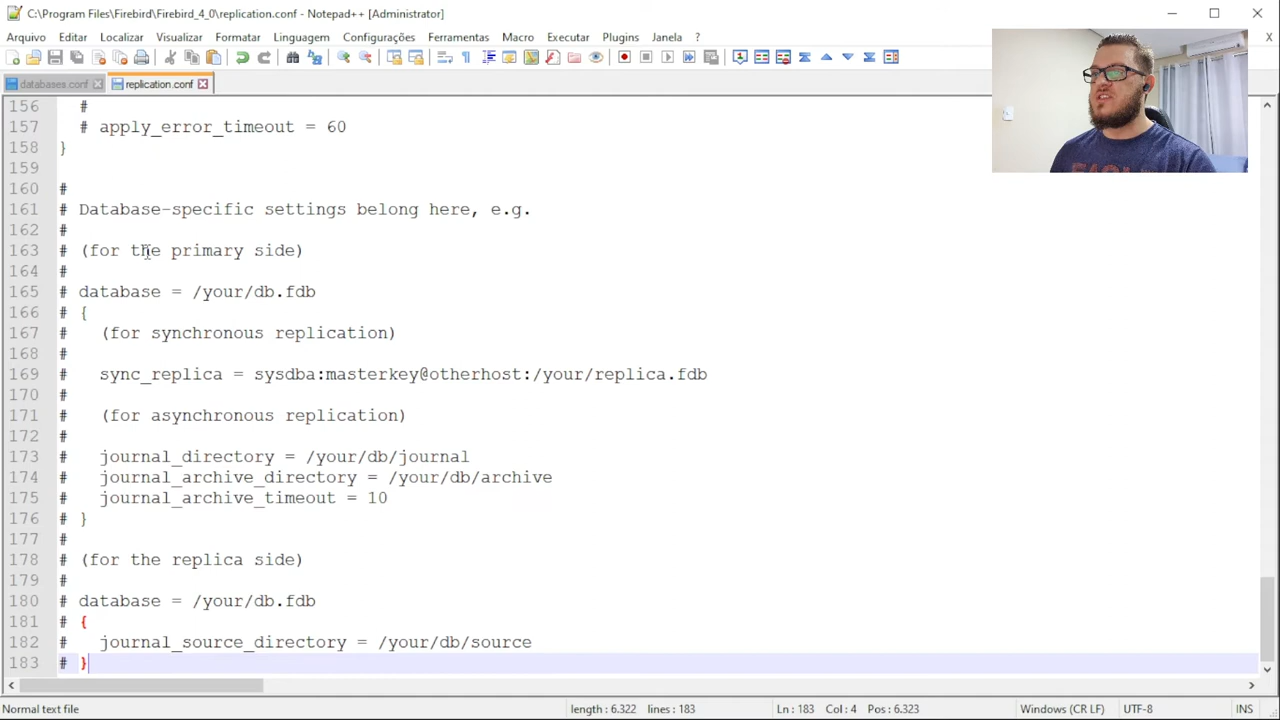 C:\Program Files\Firebird\Firebird_4_0\replication.conf - Notepad++ [Administrator]
Arquivo Editar Localizar Visualizar Formatar Linguagem Configurações Ferramentas Macro Executar Plugins Janela ? X
databases.conf replication.conf
156 #
157 # apply_error_timeout = 60
158 }
159
160 #
161 # Database-specific settings belong here, e.g.
162 #
163 # (for the primary side)
164 #
165 # database = /your/db.fdb
166 # {
167 # (for synchronous replication)
168 #
169 # sync_replica = sysdba:masterkey@otherhost:/your/replica.fdb
170 #
171 # (for asynchronous replication)
172 #
173 # journal_directory = /your/db/journal
174 # journal_archive_directory = /your/db/archive
175 # journal_archive_timeout = 10
176 # }
177 #
178 # (for the replica side)
179 #
180 # database = /your/db.fdb
181 # {
182 # journal_source_directory = /your/db/source
183 # }
Normal text file length : 6.322 lines : 183 Ln : 183 Col : 4 Pos : 6.323 Windows (CR LF) UTF-8 INS